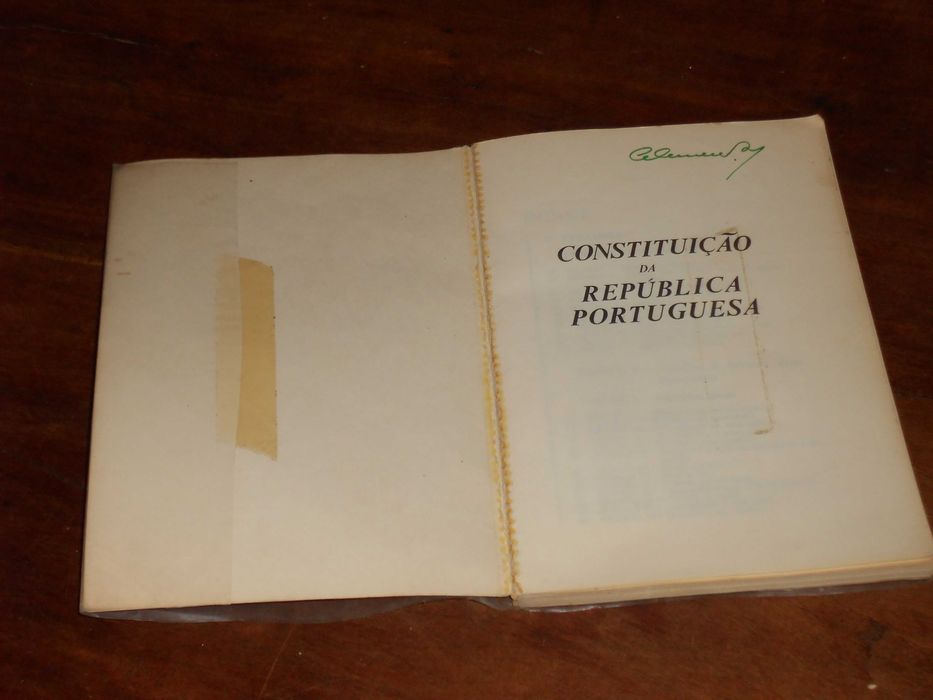 CONSTITUIÇÃO
DA
REPÚBLICA
PORTUGUESA